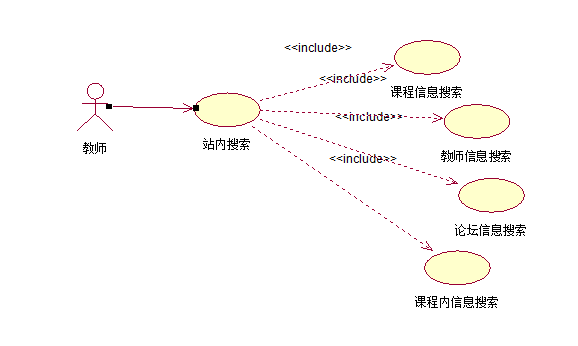 <<include>>
<<include>>
课程信息搜索
<<include>>
教师
站内搜索
教师信息搜索
<<include>>
论坛信息搜索
课程内信息搜索